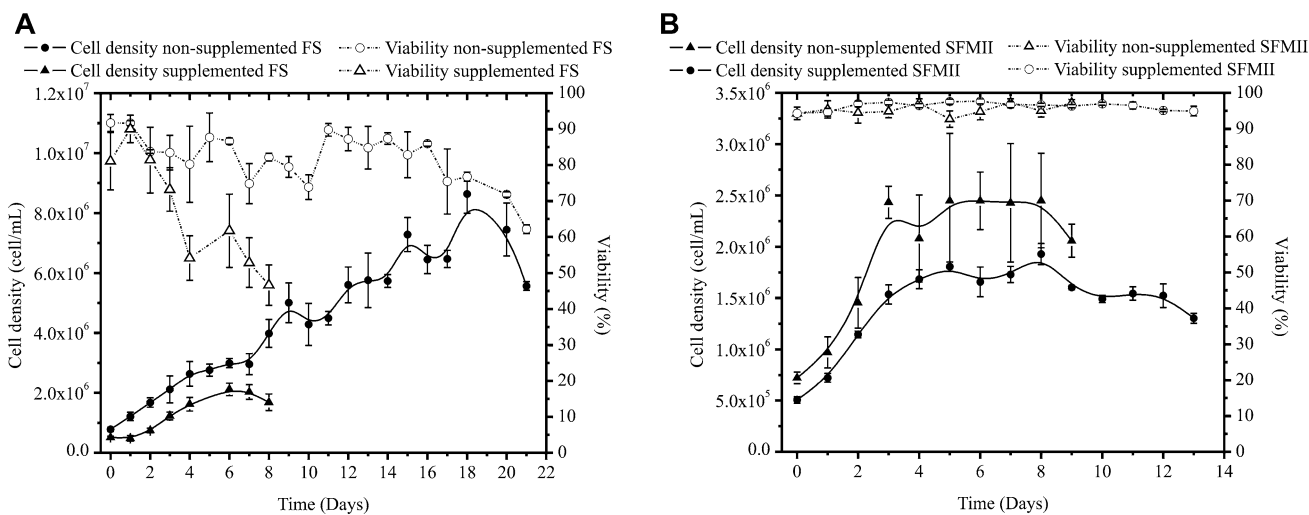 A
Cell density non-supplemented FS
Viability non-supplemented FS
Cell density supplemented FS
Viability supplemented FS
1.2x10⁷
1.0x10⁷
8.0x10⁶
6.0x10⁶
4.0x10⁶
2.0x10⁶
0.0
Cell density (cell/mL)
100
90
80
70
60
50
40
30
20
10
0
Viability (%)
0 2 4 6 8 10 12 14 16 18 20 22
Time (Days)
B
Cell density non-supplemented SFMII
Viability non-supplemented SFMII
Cell density supplemented SFMII
Viability supplemented SFMII
3.5x10⁶
3.0x10⁶
2.5x10⁶
2.0x10⁶
1.5x10⁶
1.0x10⁶
5.0x10⁵
0.0
Cell density (cell/mL)
100
90
80
70
60
50
40
30
20
10
0
Viability (%)
0 2 4 6 8 10 12 14
Time (Days)